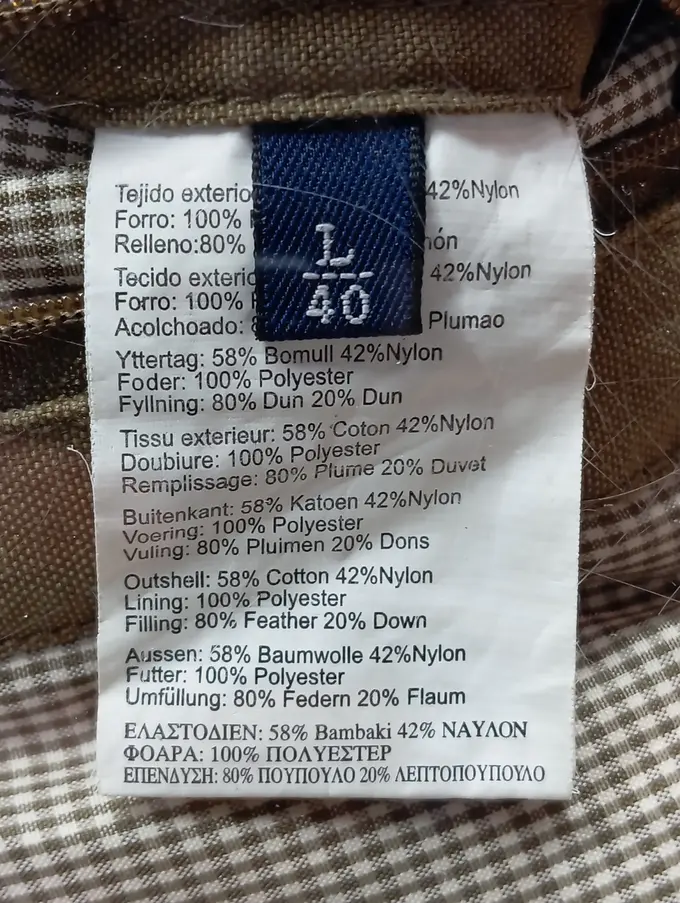 L
40
Tejido exterio 42%Nylon
Forro: 100%
Relleno:80% ón
Tecido exteric 42%Nylon
Forro: 100%
Acolchoado: Plumao
Yttertag: 58% Bomull 42%Nylon
Foder: 100% Polyester
Fyllning: 80% Dun 20% Dun
Tissu exterieur: 58% Coton 42%Nylon
Doubiure: 100% Polyester
Remplissage: 80% Plume 20% Duvet
Buitenkant: 58% Katoen 42%Nylon
Voering: 100% Polyester
Vuling: 80% Pluimen 20% Dons
Outshell: 58% Cotton 42%Nylon
Lining: 100% Polyester
Filling: 80% Feather 20% Down
Aussen: 58% Baumwolle 42%Nylon
Futter: 100% Polyester
Umfüllung: 80% Federn 20% Flaum
ΕΛΑΣΤΟΔΙΕΝ: 58% Bambaki 42% ΝΑΥΛΟΝ
ΦΟΑΡΑ: 100% ΠΟΛΥΕΣΤΕΡ
ΕΠΕΝΔΥΣΗ: 80% ΠΟΥΠΟΥΛΟ 20% ΛΕΠΤΟΠΟΥΠΟΥΛΟ